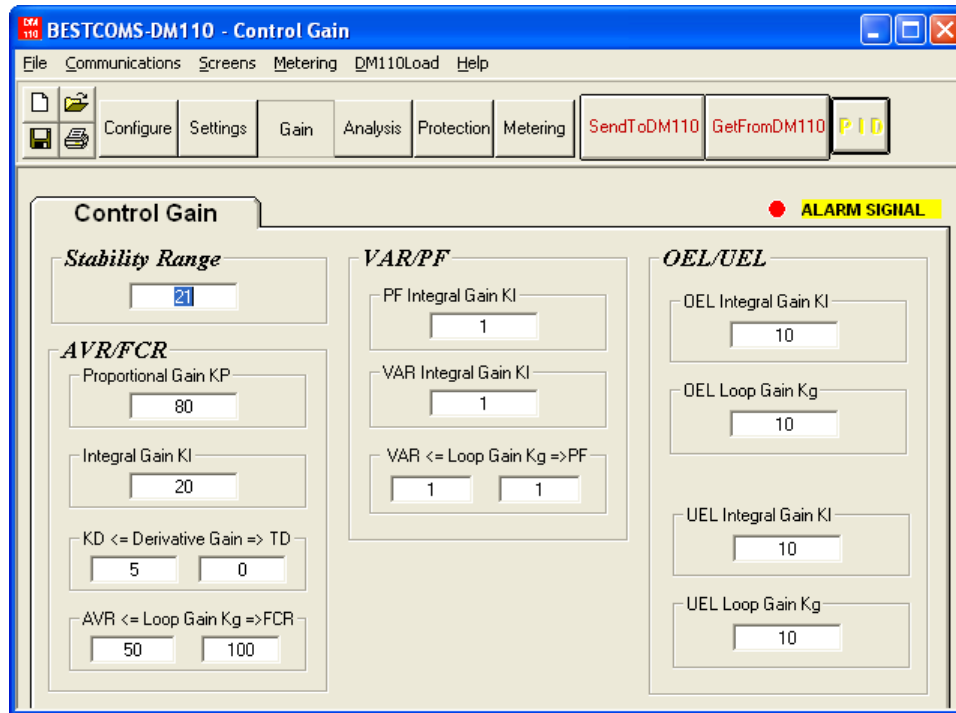 DM
110
BESTCOMS-DM110 - Control Gain
File Communications Screens Metering DM110Load Help
Configure Settings Gain Analysis Protection Metering SendToDM110 GetFromDM110 P I D
Control Gain
ALARM SIGNAL
Stability Range
21
AVR/FCR
Proportional Gain KP
80
Integral Gain KI
20
KD <= Derivative Gain => TD
5 0
AVR <= Loop Gain Kg =>FCR
50 100
VAR/PF
PF Integral Gain KI
1
VAR Integral Gain KI
1
VAR <= Loop Gain Kg =>PF
1 1
OEL/UEL
OEL Integral Gain KI
10
OEL Loop Gain Kg
10
UEL Integral Gain KI
10
UEL Loop Gain Kg
10